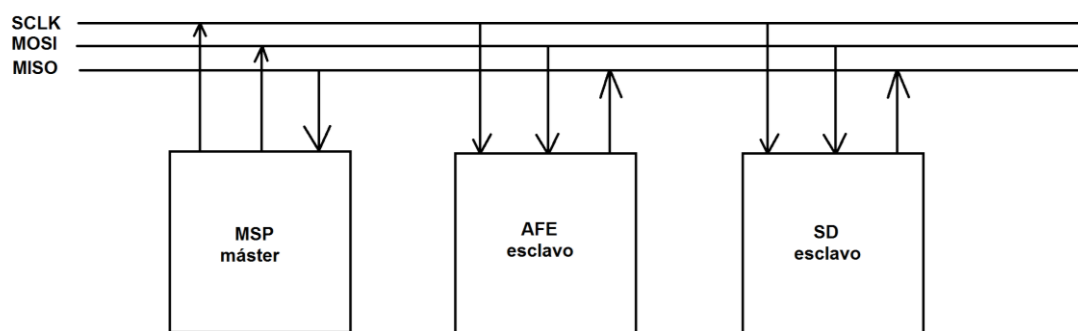 SCLK
MOSI
MISO
MSP
máster
AFE
esclavo
SD
esclavo